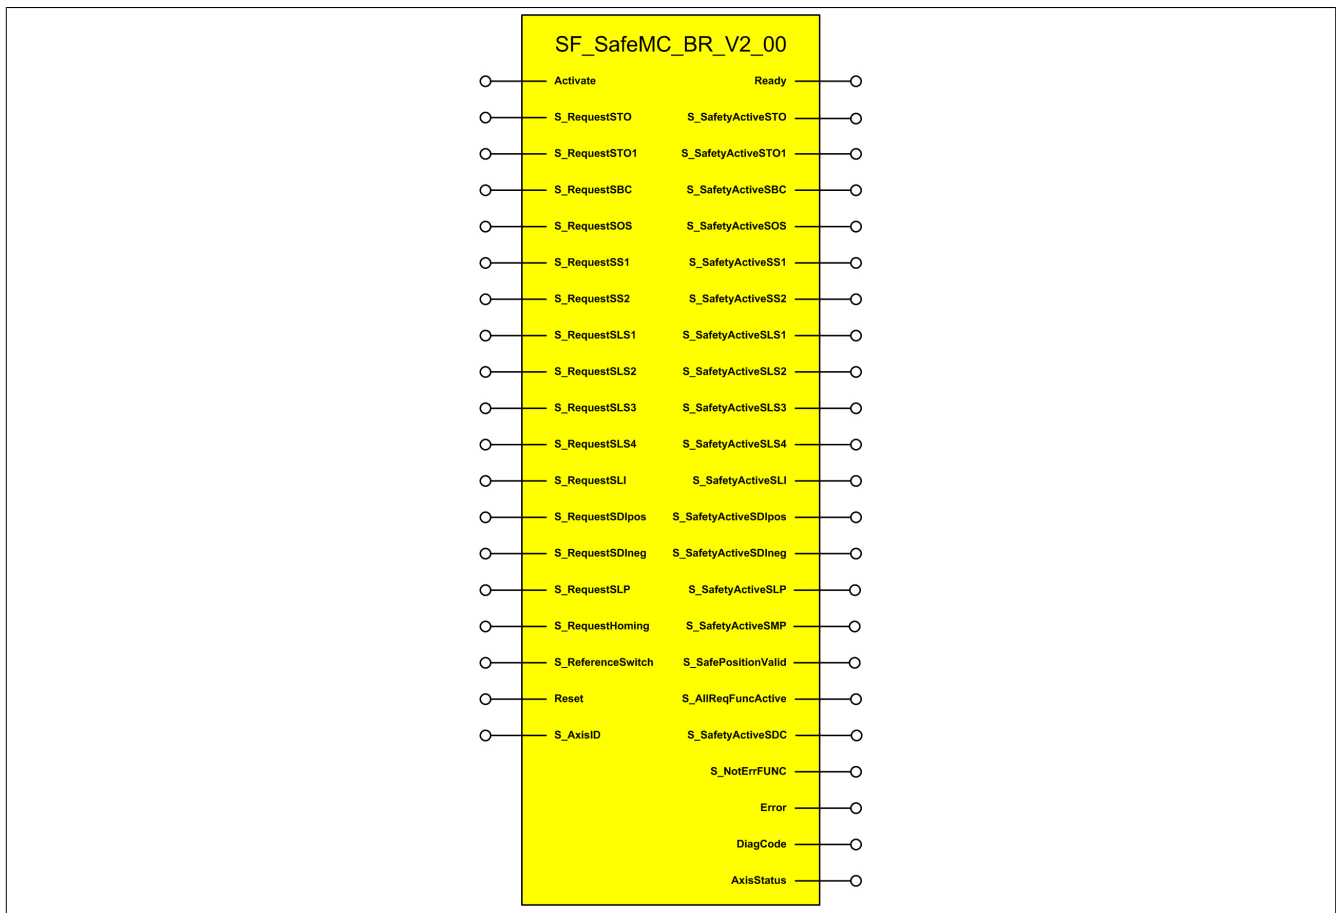 SF_SafeMC_BR_V2_00
Activate Ready
S_RequestSTO S_SafetyActiveSTO
S_RequestSTO1 S_SafetyActiveSTO1
S_RequestSBC S_SafetyActiveSBC
S_RequestSOS S_SafetyActiveSOS
S_RequestSS1 S_SafetyActiveSS1
S_RequestSS2 S_SafetyActiveSS2
S_RequestSLS1 S_SafetyActiveSLS1
S_RequestSLS2 S_SafetyActiveSLS2
S_RequestSLS3 S_SafetyActiveSLS3
S_RequestSLS4 S_SafetyActiveSLS4
S_RequestSLI S_SafetyActiveSLI
S_RequestSDIpos S_SafetyActiveSDIpos
S_RequestSDIneg S_SafetyActiveSDIneg
S_RequestSLP S_SafetyActiveSLP
S_RequestHoming S_SafetyActiveSMP
S_ReferenceSwitch S_SafePositionValid
Reset S_AllReqFuncActive
S_AxisID S_SafetyActiveSDC
S_NotErrFUNC
Error
DiagCode
AxisStatus